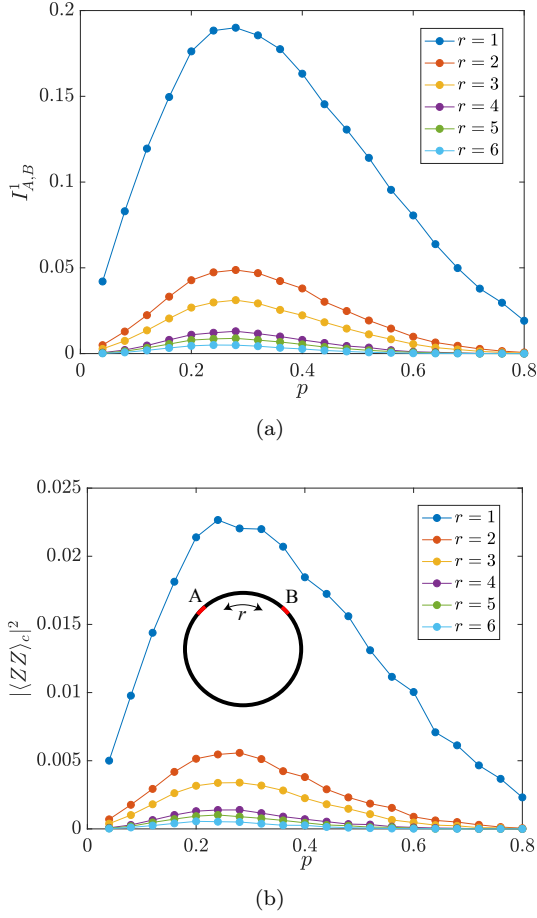 0.2
0.15
0.1
0.05
0
I¹_{A,B}
r = 1
r = 2
r = 3
r = 4
r = 5
r = 6
0 0.2 0.4 0.6 0.8
p
(a)
0.025
0.02
0.015
0.01
0.005
0
|⟨ZZ⟩_c|²
r = 1
r = 2
r = 3
r = 4
r = 5
r = 6
A B
r
0 0.2 0.4 0.6 0.8
p
(b)